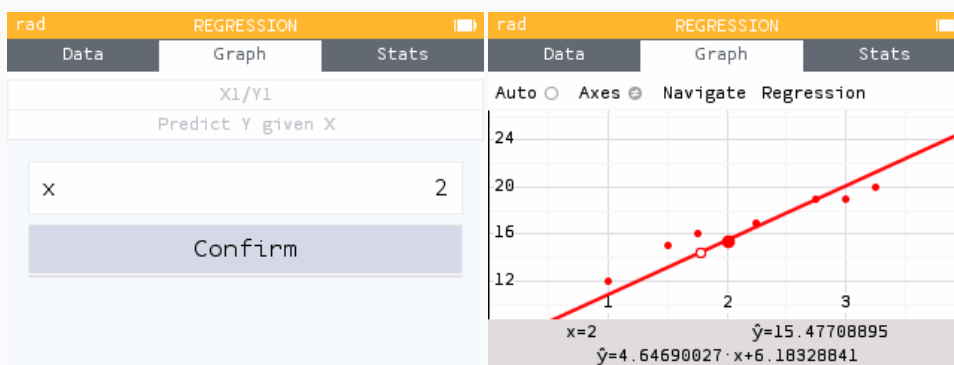 rad REGRESSION
Data Graph Stats
X1/Y1
Predict Y given X
x 2
Confirm
rad REGRESSION
Data Graph Stats
Auto Axes Navigate Regression
24
20
16
12
1 2 3
x=2 ŷ=15.47708895
ŷ=4.64690027·x+6.18328841